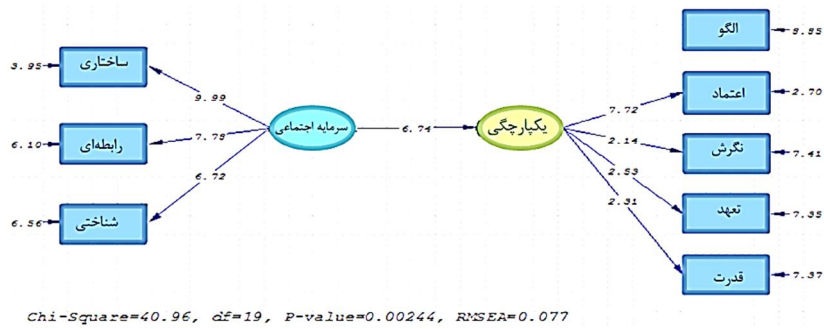 الگو
9.95
3.95
ساختاری
9.99
اعتماد
2.70
7.72
6.10
رابطه‌ای
7.79
سرمایه اجتماعی
6.74
یکپارچگی
2.14
نگرش
7.41
6.72
2.53
2.31
6.56
شناختی
تعهد
7.35
قدرت
7.37
Chi-Square=40.96, df=19, P-value=0.00244, RMSEA=0.077